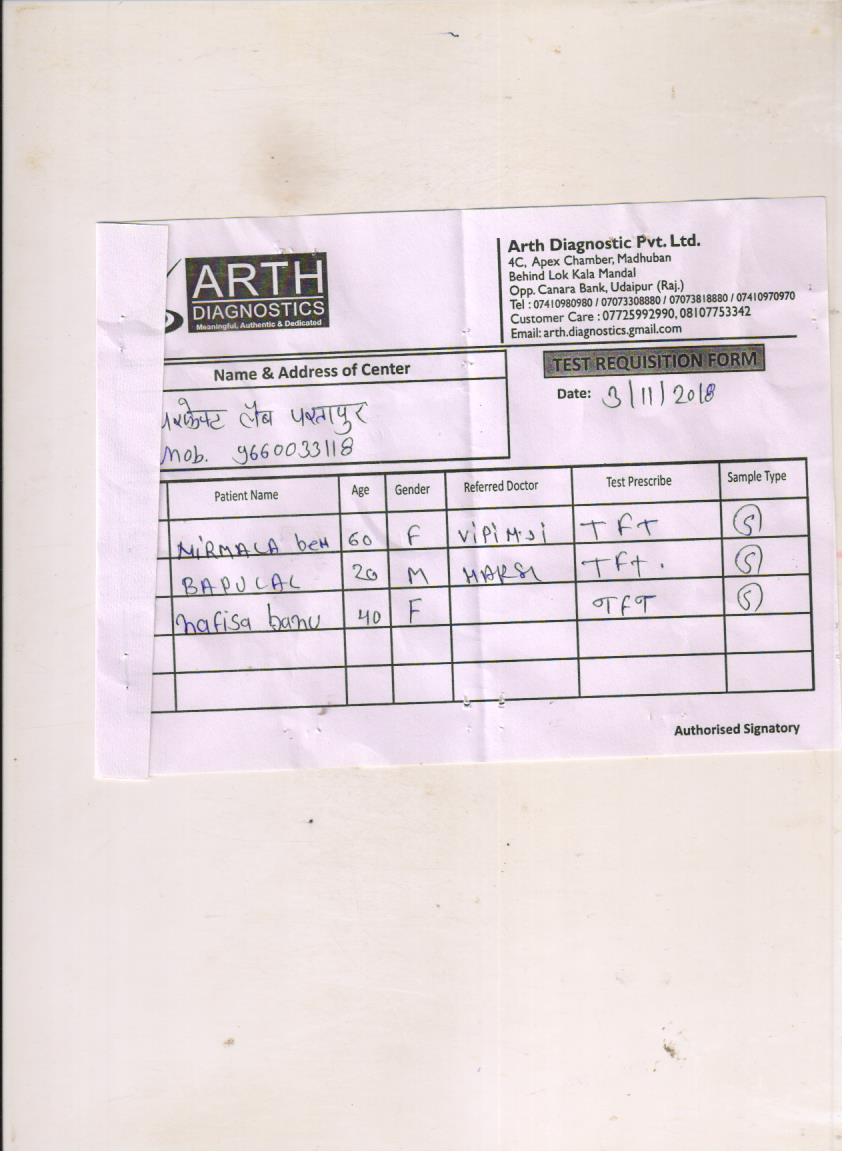 ARTH
DIAGNOSTICS
Meaningful, Authentic & Dedicated
Arth Diagnostic Pvt. Ltd.
4C, Apex Chamber, Madhuban
Behind Lok Kala Mandal
Opp. Canara Bank, Udaipur (Raj.)
Tel : 07410980980 / 07073308880 / 07073818880 / 07410970970
Customer Care : 07725992990, 08107753342
Email: arth.diagnostics.gmail.com
Name & Address of Center
TEST REQUISITION FORM
Date: 3/11/2018
लैब परतापुर
Mob. 9660033118
Patient Name Age Gender Referred Doctor Test Prescribe Sample Type
NIRMALA ben 60 F ViPiNJi TFT S
BAPULAL 20 M TFT. S
Nafisa banu 40 F TFT S
Authorised Signatory